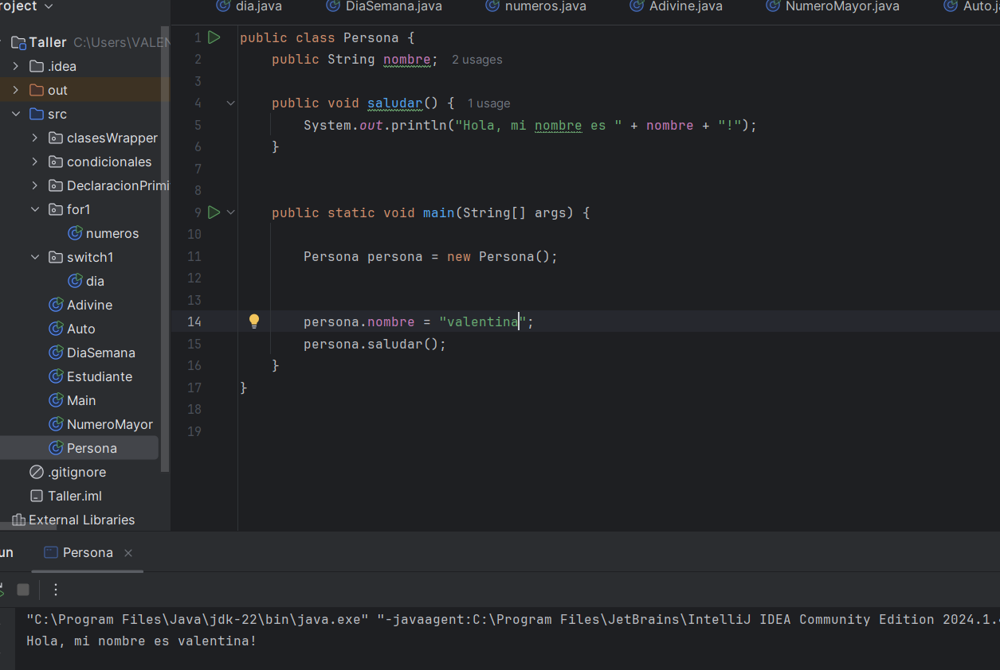 roject
dia.java DiaSemana.java numeros.java Adivine.java NumeroMayor.java Auto.j
Taller C:\Users\VALEN
.idea
out
src
clasesWrapper
condicionales
DeclaracionPrimi
for1
numeros
switch1
dia
Adivine
Auto
DiaSemana
Estudiante
Main
NumeroMayor
Persona
.gitignore
Taller.iml
External Libraries
1 public class Persona {
2 public String nombre; 2 usages
3
4 public void saludar() { 1 usage
5 System.out.println("Hola, mi nombre es " + nombre + "!");
6 }
7
8
9 public static void main(String[] args) {
10
11 Persona persona = new Persona();
12
13
14 persona.nombre = "valentina";
15 persona.saludar();
16 }
17 }
18
19
un Persona
"C:\Program Files\Java\jdk-22\bin\java.exe" "-javaagent:C:\Program Files\JetBrains\IntelliJ IDEA Community Edition 2024.1.
Hola, mi nombre es valentina!